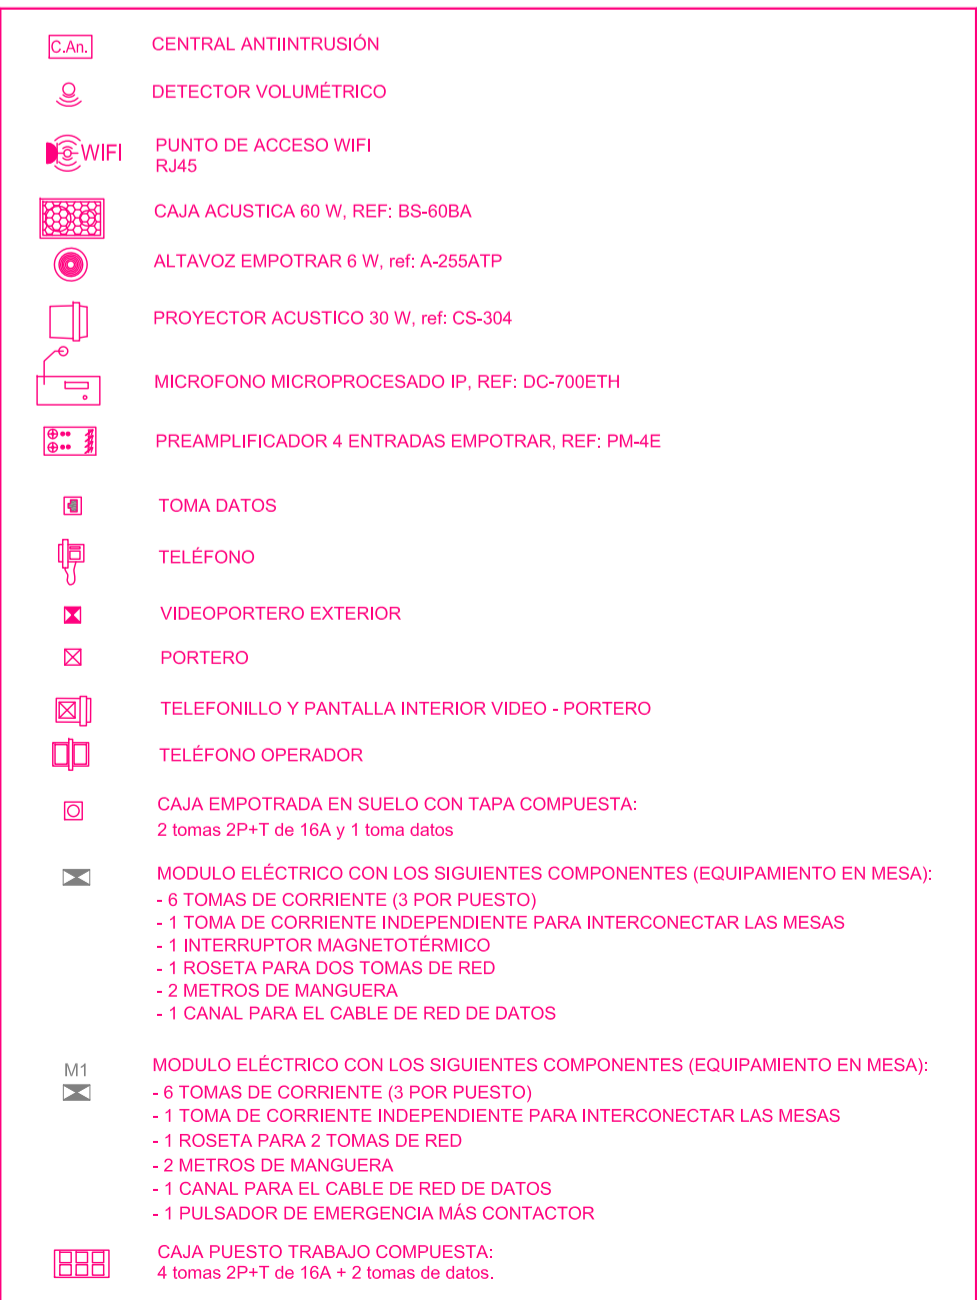 C.An. CENTRAL ANTIINTRUSIÓN
DETECTOR VOLUMÉTRICO
WIFI PUNTO DE ACCESO WIFI
RJ45
CAJA ACUSTICA 60 W, REF: BS-60BA
ALTAVOZ EMPOTRAR 6 W, ref: A-255ATP
PROYECTOR ACUSTICO 30 W, ref: CS-304
MICROFONO MICROPROCESADO IP, REF: DC-700ETH
PREAMPLIFICADOR 4 ENTRADAS EMPOTRAR, REF: PM-4E
TOMA DATOS
TELÉFONO
VIDEOPORTERO EXTERIOR
PORTERO
TELEFONILLO Y PANTALLA INTERIOR VIDEO - PORTERO
TELÉFONO OPERADOR
CAJA EMPOTRADA EN SUELO CON TAPA COMPUESTA:
2 tomas 2P+T de 16A y 1 toma datos
MODULO ELÉCTRICO CON LOS SIGUIENTES COMPONENTES (EQUIPAMIENTO EN MESA):
- 6 TOMAS DE CORRIENTE (3 POR PUESTO)
- 1 TOMA DE CORRIENTE INDEPENDIENTE PARA INTERCONECTAR LAS MESAS
- 1 INTERRUPTOR MAGNETOTÉRMICO
- 1 ROSETA PARA DOS TOMAS DE RED
- 2 METROS DE MANGUERA
- 1 CANAL PARA EL CABLE DE RED DE DATOS
M1 MODULO ELÉCTRICO CON LOS SIGUIENTES COMPONENTES (EQUIPAMIENTO EN MESA):
- 6 TOMAS DE CORRIENTE (3 POR PUESTO)
- 1 TOMA DE CORRIENTE INDEPENDIENTE PARA INTERCONECTAR LAS MESAS
- 1 ROSETA PARA 2 TOMAS DE RED
- 2 METROS DE MANGUERA
- 1 CANAL PARA EL CABLE DE RED DE DATOS
- 1 PULSADOR DE EMERGENCIA MÁS CONTACTOR
CAJA PUESTO TRABAJO COMPUESTA:
4 tomas 2P+T de 16A + 2 tomas de datos.